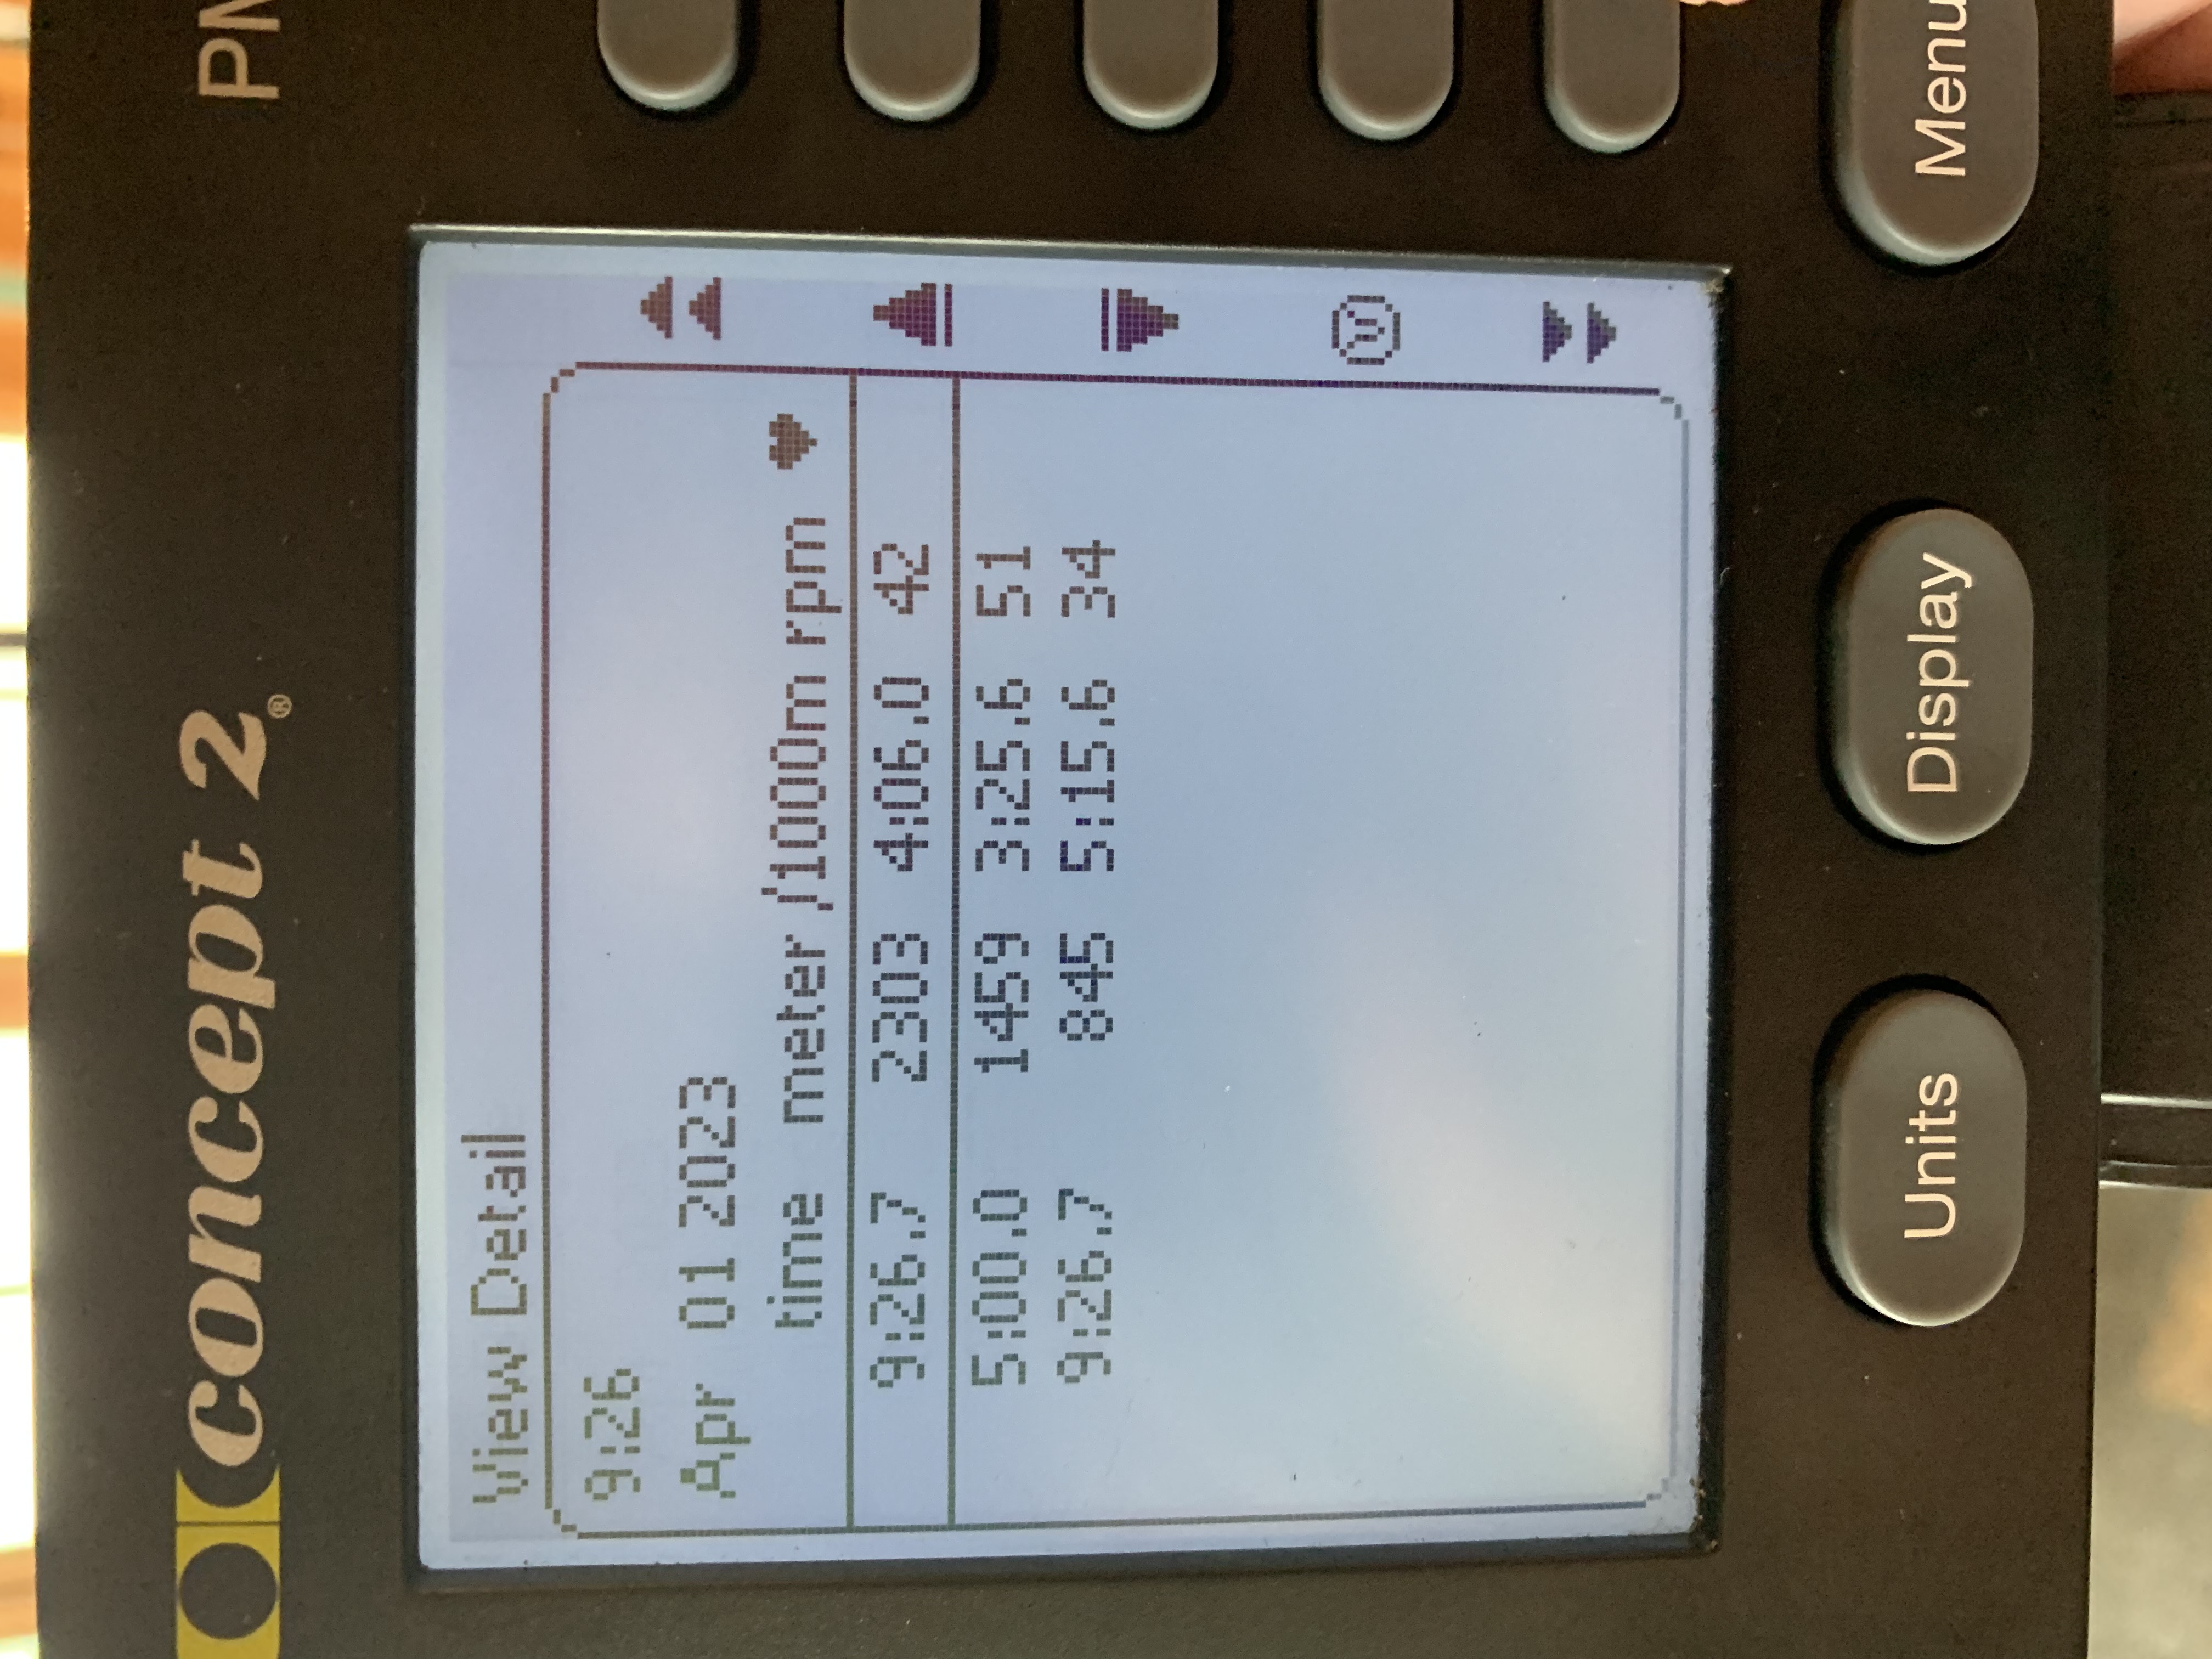 concept 2®
PM
View Detail
9:26
Apr 01 2023
time meter /1000m rpm
9:26.7 2303 4:06.0 42
5:00.0 1459 3:25.6 51
9:26.7 845 5:15.6 34
V
Units Display Menu